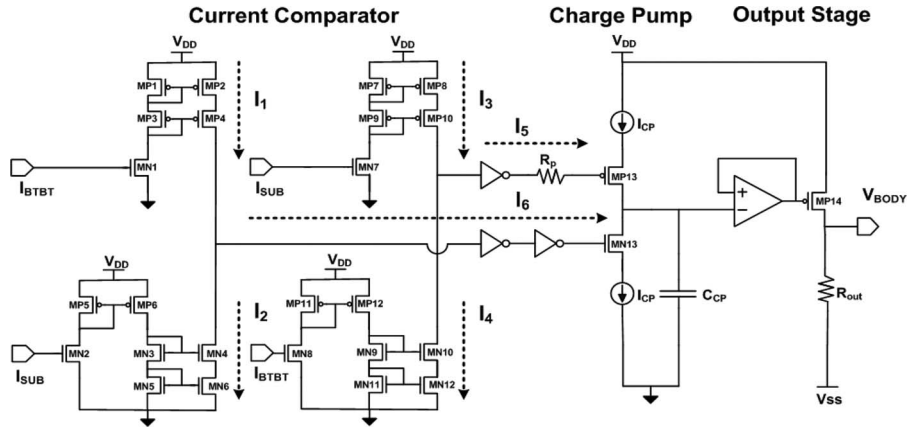 Current Comparator
Charge Pump
Output Stage
VDD
VDD
VDD
MP1
MP2
MP7
MP8
I1
I3
MP3
MP4
MP9
MP10
I5
ICP
Rp
MP13
IBTBT
MN1
ISUB
MN7
I6
+
−
MP14
VBODY
MN13
VDD
VDD
MP5
MP6
MP11
MP12
I2
I4
ICP
CCP
Rout
MN2
MN3
MN4
MN8
MN9
MN10
ISUB
IBTBT
MN5
MN6
MN11
MN12
Vss